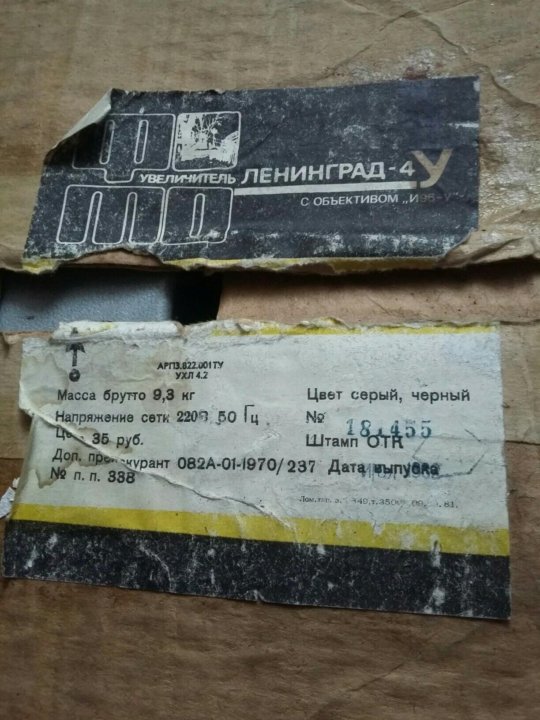 ФОТО
УВЕЛИЧИТЕЛЬ ЛЕНИНГРАД-4У
С ОБЪЕКТИВОМ „И96-У
АРП3.822.001ТУ
УХЛ 4.2
Масса брутто 9,3 кг
Напряжение сети 220В 50 Гц
Цена 35 руб.
Доп. прейскурант 082А-01-1970/237
№ п. п. 338
Цвет серый, черный
№ 181455
Штамп ОТК
Дата выпуска